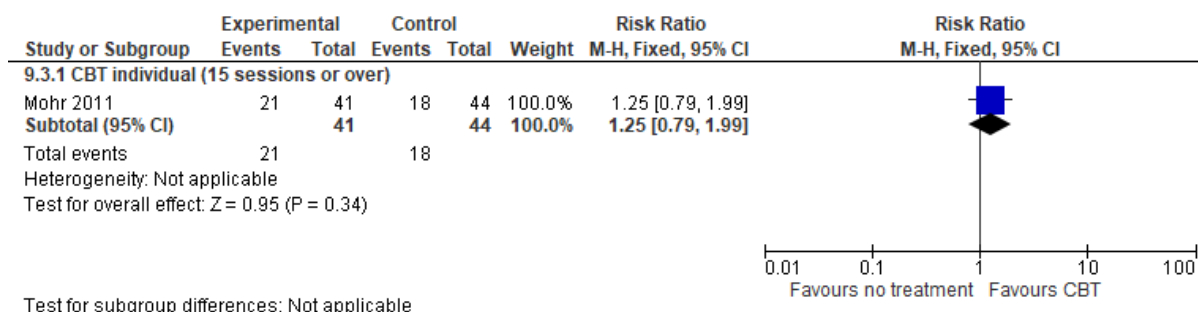 Experimental Control Risk Ratio Risk Ratio
Study or Subgroup Events Total Events Total Weight M-H, Fixed, 95% CI M-H, Fixed, 95% CI
9.3.1 CBT individual (15 sessions or over)
Mohr 2011 21 41 18 44 100.0% 1.25 [0.79, 1.99]
Subtotal (95% CI) 41 44 100.0% 1.25 [0.79, 1.99]
Total events 21 18
Heterogeneity: Not applicable
Test for overall effect: Z = 0.95 (P = 0.34)
0.01 0.1 1 10 100
Favours no treatment Favours CBT
Test for subgroup differences: Not applicable